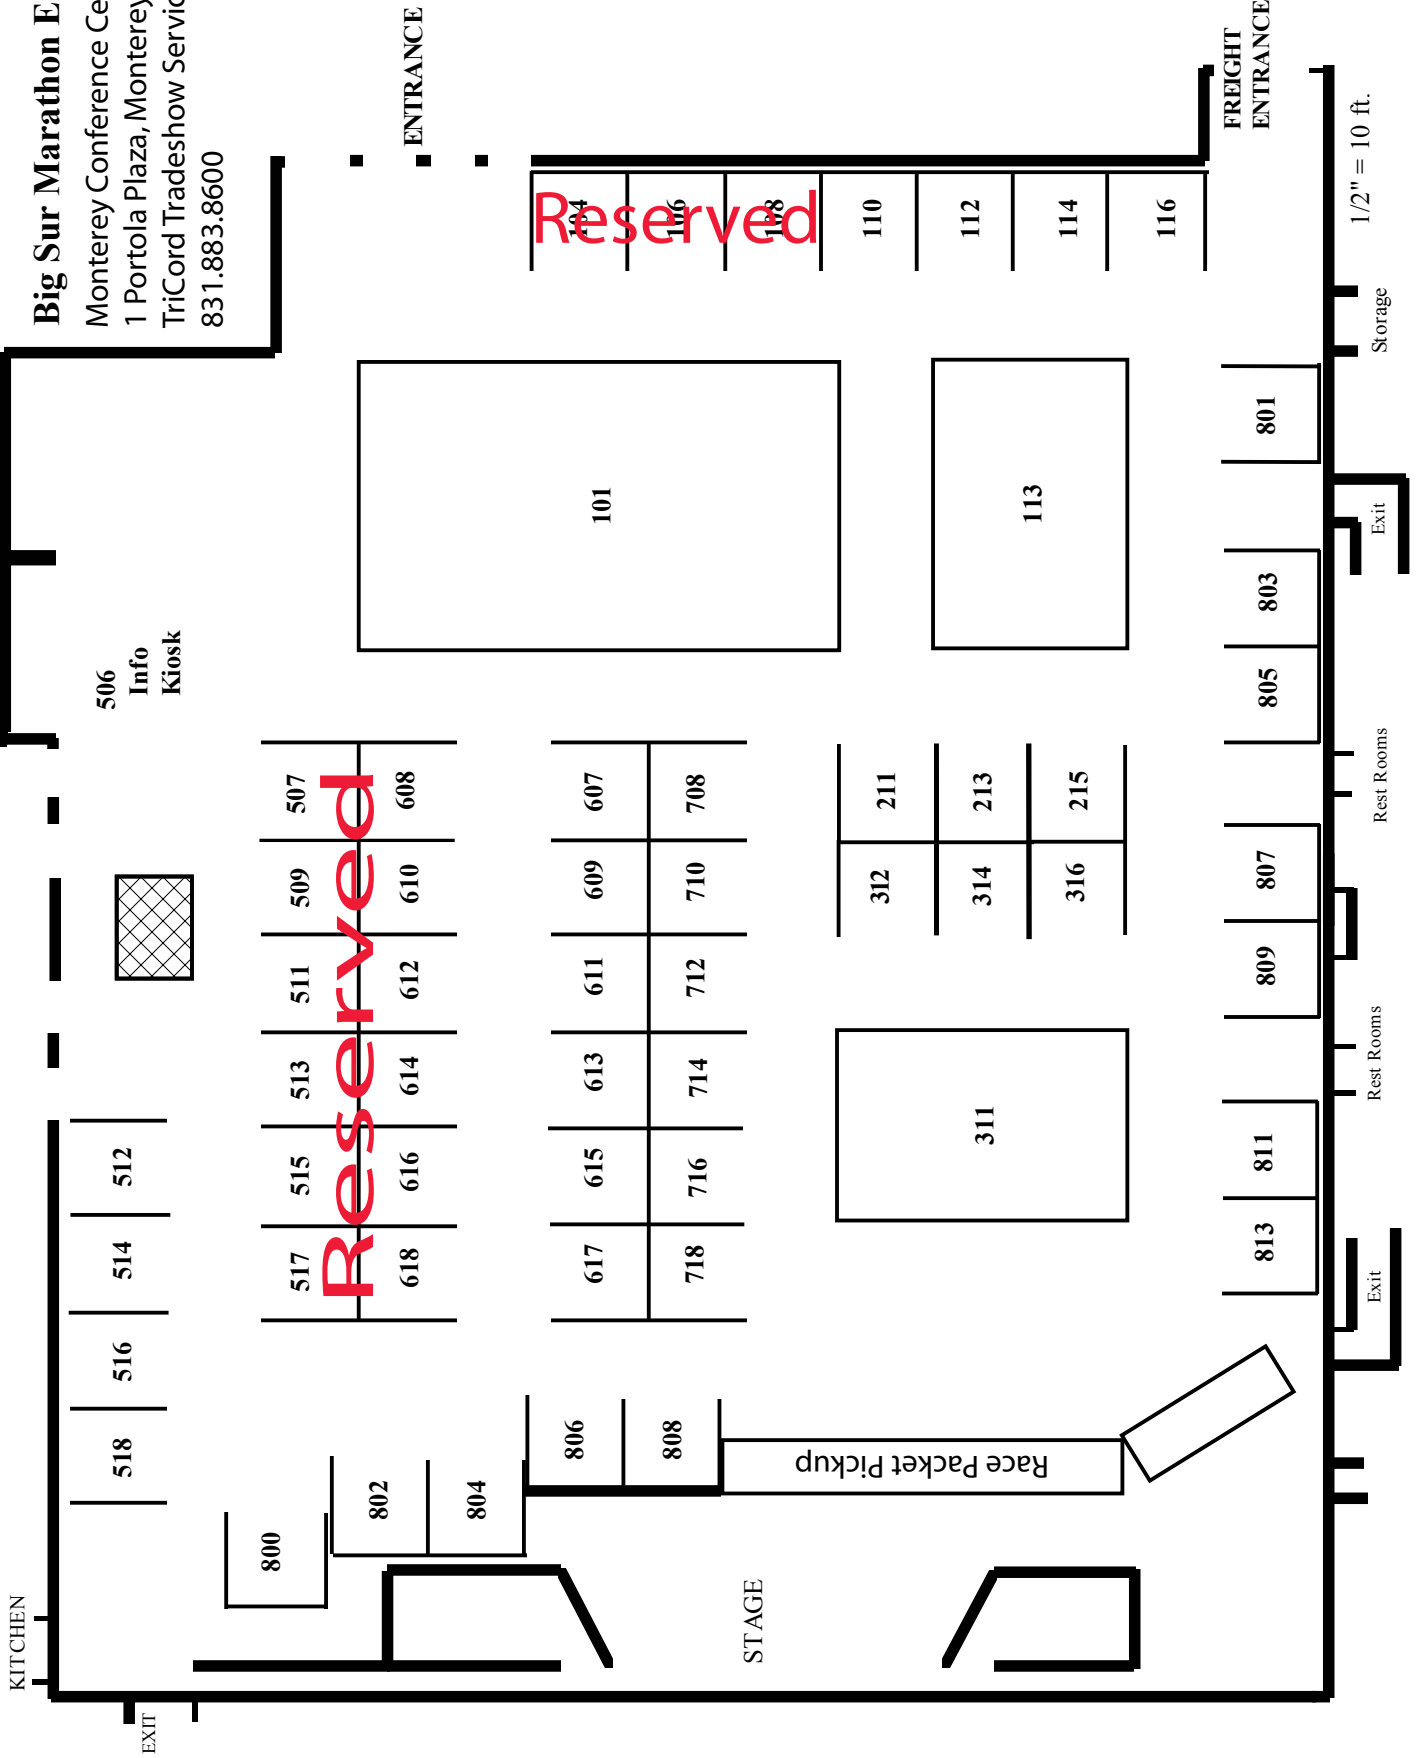 Big Sur Marathon E
Monterey Conference Ce
1 Portola Plaza, Monterey
TriCord Tradeshow Servic
831.883.8600
ENTRANCE
FREIGHT
ENTRANCE
1/2" = 10 ft.
Reserved
104
106
108
110
112
114
116
Storage
801
101
113
Exit
803
805
506
Info
Kiosk
Rest Rooms
507
608
607
708
211
213
215
Reserved
509
610
609
710
312
314
316
807
511
612
611
712
809
513
614
613
714
311
Rest Rooms
512
515
616
615
716
811
514
517
618
617
718
813
Exit
516
518
806
808
Race Packet Pickup
802
804
800
STAGE
KITCHEN
EXIT